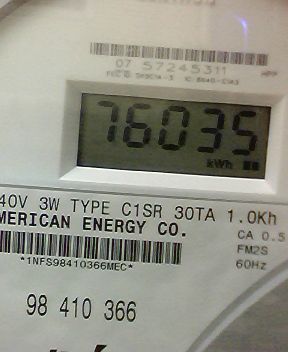 07 57245311
76035
kWh
40V 3W TYPE C1SR 30TA 1.0Kh
MERICAN ENERGY CO.
CA 0.5
FM2S
*1NFS98410366MEC*
60Hz
98 410 366